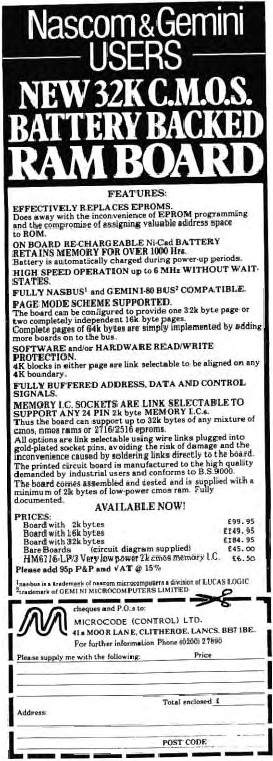 Nascom&Gemini
USERS
NEW 32K C.M.O.S.
BATTERY BACKED
RAM BOARD
FEATURES:
EFFECTIVELY REPLACES EPROMS.
Does away with the inconvenience of EPROM programming
and the compromise of assigning valuable address space
to ROM.
ON BOARD RE-CHARGEABLE Ni-Cad BATTERY
RETAINS MEMORY FOR OVER 1000 Hrs.
Battery is automatically charged during power-up periods.
HIGH SPEED OPERATION up to 6 MHz WITHOUT WAIT-
STATES.
FULLY NASBUS¹ and GEMINI-80 BUS² COMPATIBLE.
PAGE MODE SCHEME SUPPORTED.
The board can be configured to provide one 32k byte page or
two completely independent 16k byte pages.
Complete pages of 64k bytes are simply implemented by adding
more boards on to the bus.
SOFTWARE and/or HARDWARE READ/WRITE
PROTECTION.
4K blocks in either page are link selectable to be aligned on any
4K boundary.
FULLY BUFFERED ADDRESS, DATA AND CONTROL
SIGNALS.
MEMORY I.C. SOCKETS ARE LINK SELECTABLE TO
SUPPORT ANY 24 PIN 2k byte MEMORY I.C.s.
Thus the board can support up to 32k bytes of any mixture of
cmos, nmos rams or 2716/2516 eproms.
All options are link selectable using wire links plugged into
gold-plated socket pins, avoiding the risk of damage and the
inconvenience caused by soldering links directly to the board.
The printed circuit board is manufactured to the high quality
demanded by industrial users and conforms to B.S.9000.
The board comes assembled and tested and is supplied with a
minimum of 2k bytes of low-power cmos ram. Fully
documented.
AVAILABLE NOW!
PRICES:
Board with 2k bytes £99.95
Board with 16k bytes £149.95
Board with 32k bytes £184.95
Bare Boards (circuit diagram supplied) £45.00
HM6116-LP/3 Very low power 2k cmos memory I.C. £6.50
Please add 95p P&P and VAT @ 15%
¹nasbus is a trademark of nascom microcomputers a division of LUCAS LOGIC
²trademark of GEMINI MICROCOMPUTERS LIMITED
cheques and P.O.s to:
MICROCODE (CONTROL) LTD.
41a MOOR LANE, CLITHEROE, LANCS. BB7 1BE.
For further information Phone (0200) 27890
Please supply me with the following: Price
Total enclosed £
Address:
POST CODE